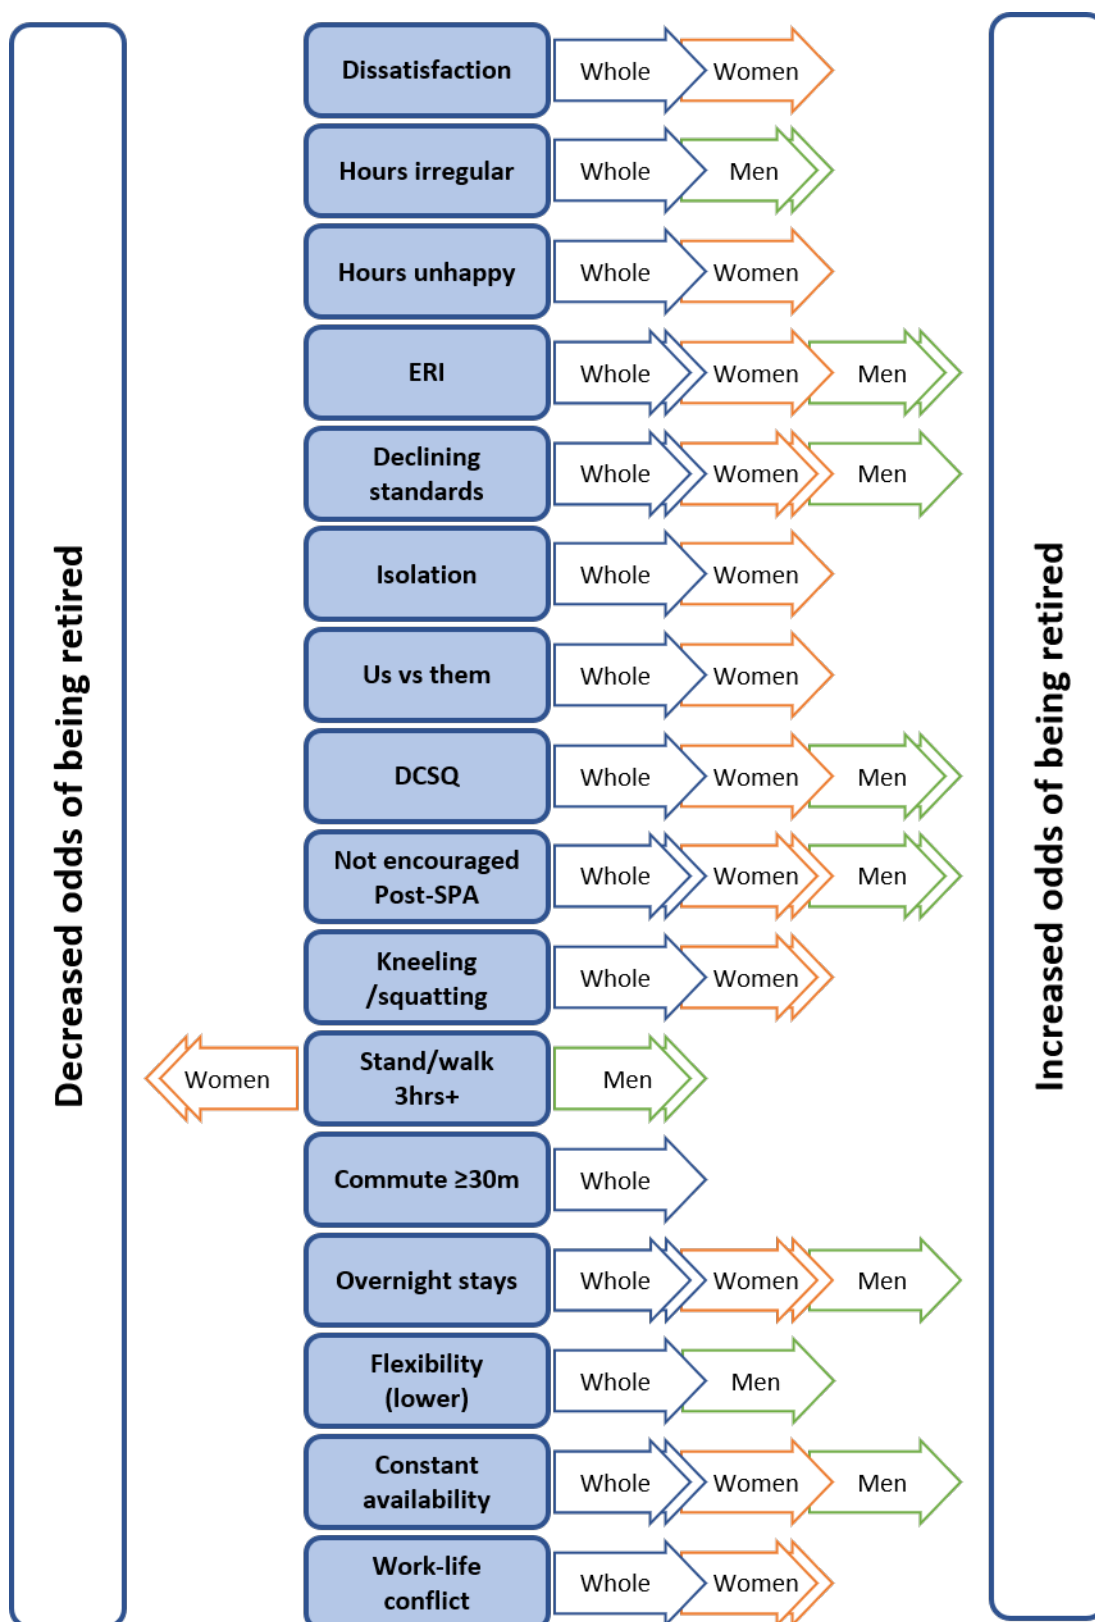 Decreased odds of being retired
Dissatisfaction
Whole
Women
Hours irregular
Whole
Men
Hours unhappy
Whole
Women
ERI
Whole
Women
Men
Declining
standards
Whole
Women
Men
Isolation
Whole
Women
Us vs them
Whole
Women
DCSQ
Whole
Women
Men
Not encouraged
Post-SPA
Whole
Women
Men
Kneeling
/squatting
Whole
Women
Women
Stand/walk
3hrs+
Men
Commute ≥30m
Whole
Overnight stays
Whole
Women
Men
Flexibility
(lower)
Whole
Men
Constant
availability
Whole
Women
Men
Work-life
conflict
Whole
Women
Increased odds of being retired